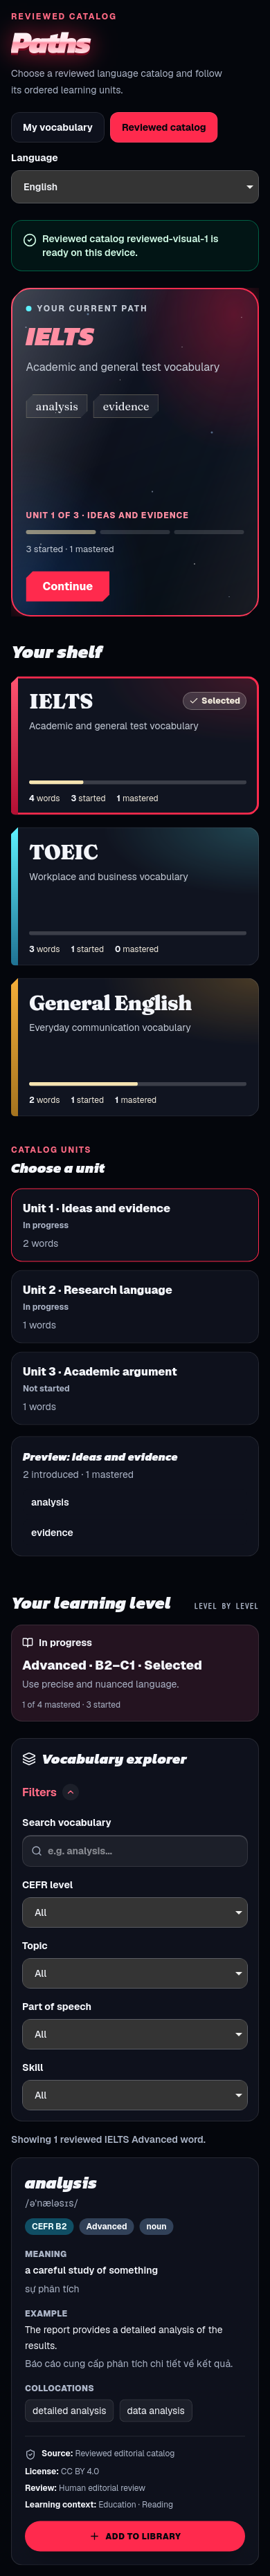 REVIEWED CATALOG
Paths
Choose a reviewed language catalog and follow
its ordered learning units.
My vocabulary
Reviewed catalog
Language
English
Reviewed catalog reviewed-visual-1 is
ready on this device.
YOUR CURRENT PATH
IELTS
Academic and general test vocabulary
analysis
evidence
UNIT 1 OF 3 · IDEAS AND EVIDENCE
3 started · 1 mastered
Continue
Your shelf
IELTS
Selected
Academic and general test vocabulary
4 words 3 started 1 mastered
TOEIC
Workplace and business vocabulary
3 words 1 started 0 mastered
General English
Everyday communication vocabulary
2 words 1 started 1 mastered
CATALOG UNITS
Choose a unit
Unit 1 · Ideas and evidence
In progress
2 words
Unit 2 · Research language
In progress
1 words
Unit 3 · Academic argument
Not started
1 words
Preview: Ideas and evidence
2 introduced · 1 mastered
analysis
evidence
Your learning level
LEVEL BY LEVEL
In progress
Advanced · B2–C1 · Selected
Use precise and nuanced language.
1 of 4 mastered · 3 started
Vocabulary explorer
Filters
Search vocabulary
e.g. analysis...
CEFR level
All
Topic
All
Part of speech
All
Skill
All
Showing 1 reviewed IELTS Advanced word.
analysis
/əˈnæləsɪs/
CEFR B2
Advanced
noun
MEANING
a careful study of something
sự phân tích
EXAMPLE
The report provides a detailed analysis of the
results.
Báo cáo cung cấp phân tích chi tiết về kết quả.
COLLOCATIONS
detailed analysis
data analysis
Source: Reviewed editorial catalog
License: CC BY 4.0
Review: Human editorial review
Learning context: Education · Reading
ADD TO LIBRARY